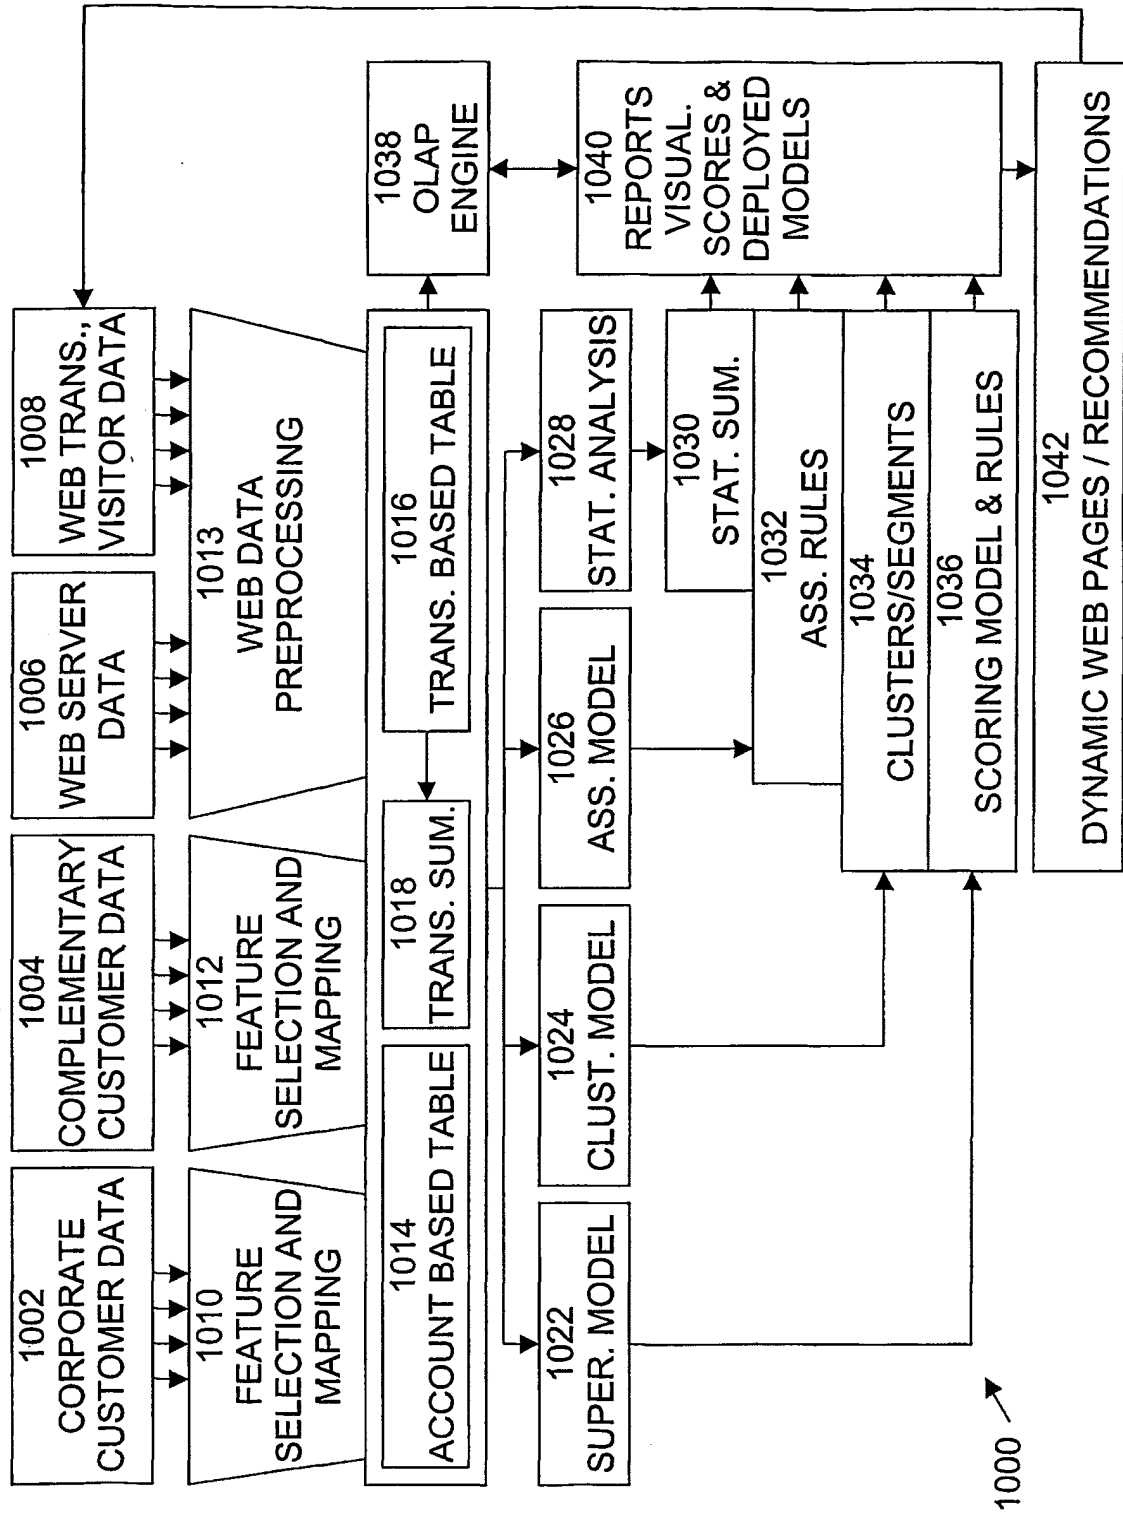 1002
CORPORATE
CUSTOMER DATA
1004
COMPLEMENTARY
CUSTOMER DATA
1006
WEB SERVER
DATA
1008
WEB TRANS.,
VISITOR DATA
1010
FEATURE
SELECTION AND
MAPPING
1012
FEATURE
SELECTION AND
MAPPING
1013
WEB DATA
PREPROCESSING
1014
ACCOUNT BASED TABLE
1018
TRANS. SUM.
1016
TRANS. BASED TABLE
1038
OLAP
ENGINE
1022
SUPER. MODEL
1024
CLUST. MODEL
1026
ASS. MODEL
1028
STAT. ANALYSIS
1030
STAT. SUM.
1032
ASS. RULES
1034
CLUSTERS/SEGMENTS
1036
SCORING MODEL & RULES
1040
REPORTS
VISUAL.
SCORES &
DEPLOYED
MODELS
1042
DYNAMIC WEB PAGES / RECOMMENDATIONS
1000